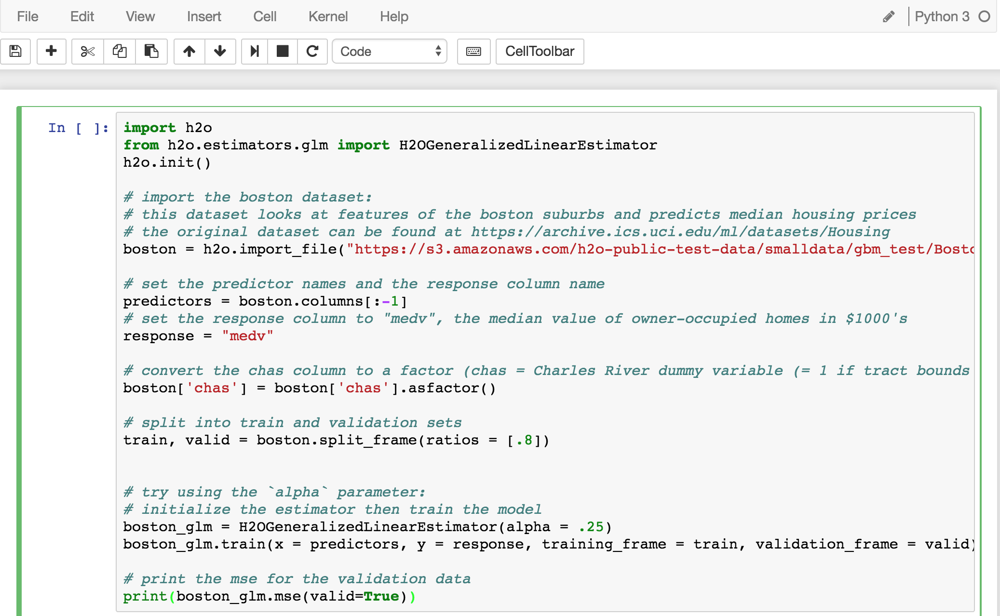 File Edit View Insert Cell Kernel Help Python 3
Code CellToolbar
In [ ]: import h2o
from h2o.estimators.glm import H2OGeneralizedLinearEstimator
h2o.init()
# import the boston dataset:
# this dataset looks at features of the boston suburbs and predicts median housing prices
# the original dataset can be found at https://archive.ics.uci.edu/ml/datasets/Housing
boston = h2o.import_file("https://s3.amazonaws.com/h2o-public-test-data/smalldata/gbm_test/Bosto
# set the predictor names and the response column name
predictors = boston.columns[:-1]
# set the response column to "medv", the median value of owner-occupied homes in $1000's
response = "medv"
# convert the chas column to a factor (chas = Charles River dummy variable (= 1 if tract bounds
boston['chas'] = boston['chas'].asfactor()
# split into train and validation sets
train, valid = boston.split_frame(ratios = [.8])
# try using the `alpha` parameter:
# initialize the estimator then train the model
boston_glm = H2OGeneralizedLinearEstimator(alpha = .25)
boston_glm.train(x = predictors, y = response, training_frame = train, validation_frame = valid)
# print the mse for the validation data
print(boston_glm.mse(valid=True))